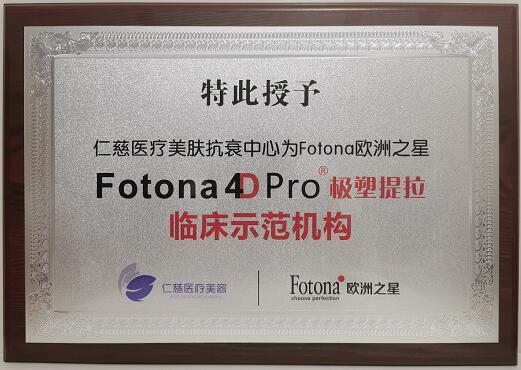 特此授予
仁慈医疗美肤抗衰中心为Fotona欧洲之星
Fotona4D Pro®极塑提拉
临床示范机构
仁慈医疗美容
Fotona 欧洲之星
choose perfection